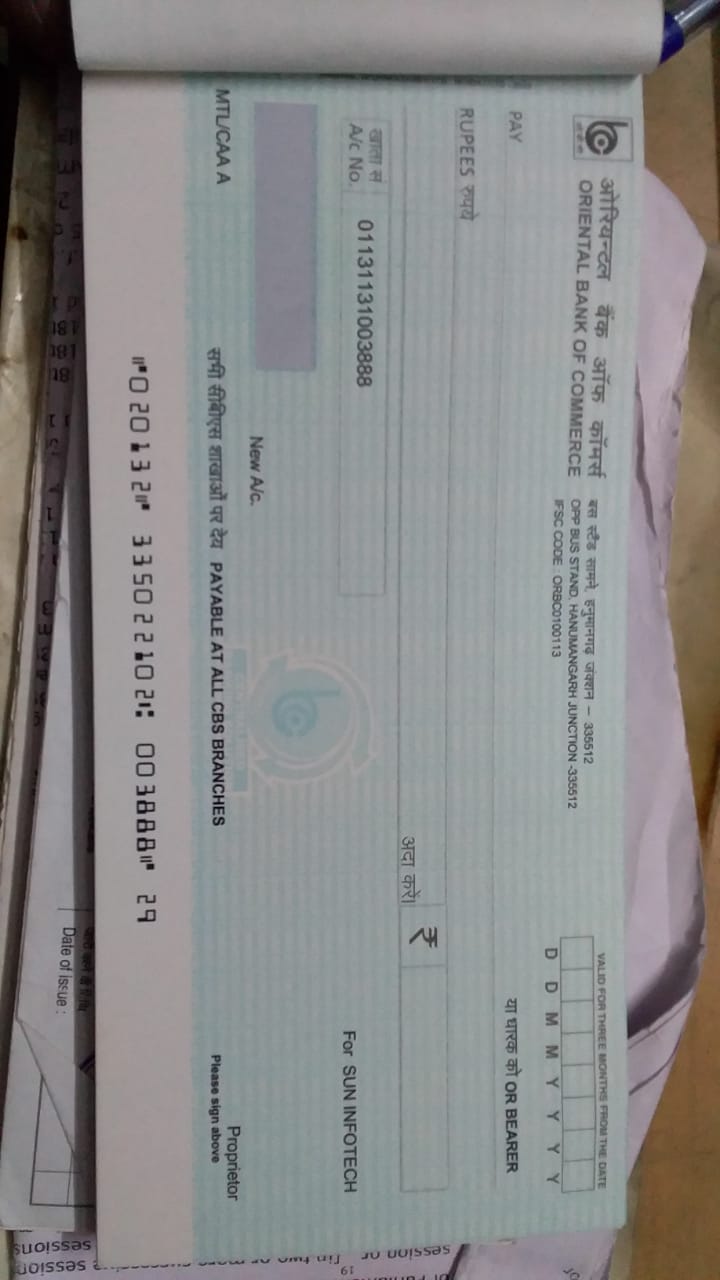 ओरियन्टल बैंक ऑफ कॉमर्स
ORIENTAL BANK OF COMMERCE
बस स्टैंड सामने, हनुमानगढ़ जंक्शन – 335512
OPP BUS STAND, HANUMANGARH JUNCTION -335512
IFSC CODE : ORBC0100113
VALID FOR THREE MONTHS FROM THE DATE
D D M M Y Y Y Y
PAY
या धारक को OR BEARER
RUPEES रुपये
अदा करें।
₹
खाता सं
A/c No.
01131131003888
For SUN INFOTECH
New A/c.
MTL/CAA A
सभी सीबीएस शाखाओं पर देय PAYABLE AT ALL CBS BRANCHES
Proprietor
Please sign above
⑈020132⑈ 335022102⑆ 003888⑈ 29
Date of issue :
session or
sessions